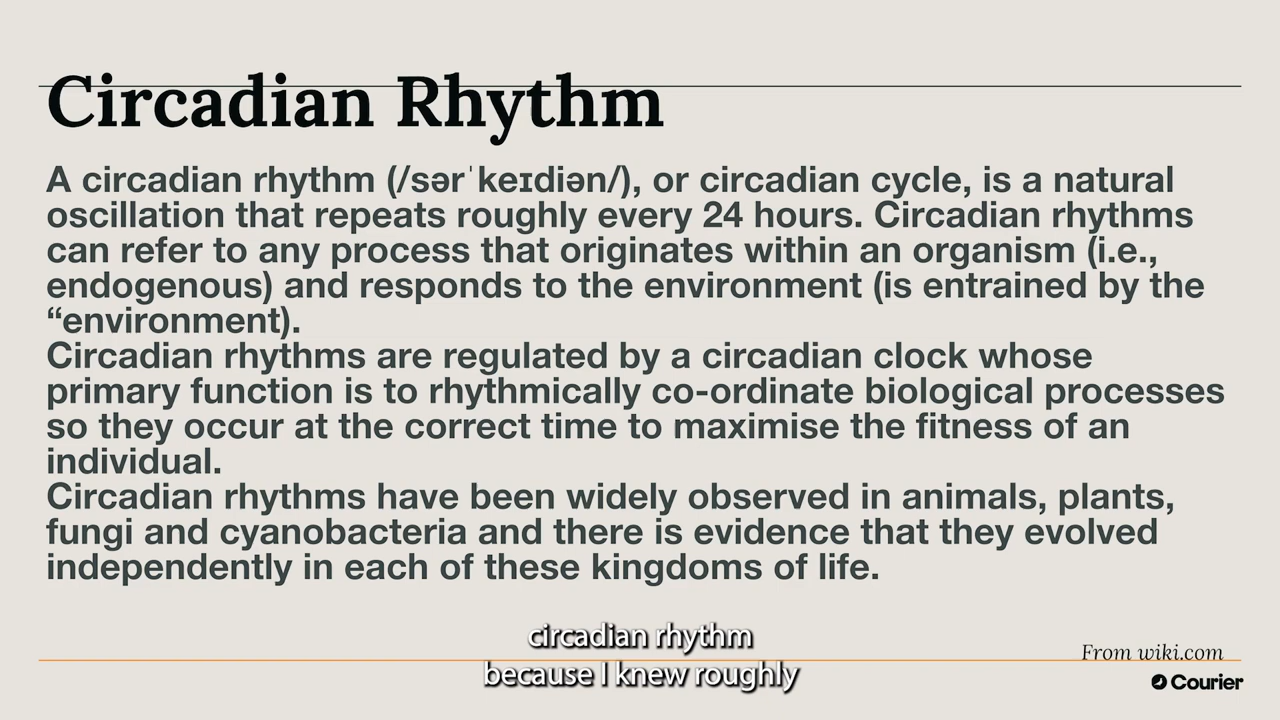 Circadian Rhythm
A circadian rhythm (/sərˈkeɪdiən/), or circadian cycle, is a natural
oscillation that repeats roughly every 24 hours. Circadian rhythms
can refer to any process that originates within an organism (i.e.,
endogenous) and responds to the environment (is entrained by the
“environment).
Circadian rhythms are regulated by a circadian clock whose
primary function is to rhythmically co-ordinate biological processes
so they occur at the correct time to maximise the fitness of an
individual.
Circadian rhythms have been widely observed in animals, plants,
fungi and cyanobacteria and there is evidence that they evolved
independently in each of these kingdoms of life.
circadian rhythm
because I knew roughly
From wiki.com
Courier